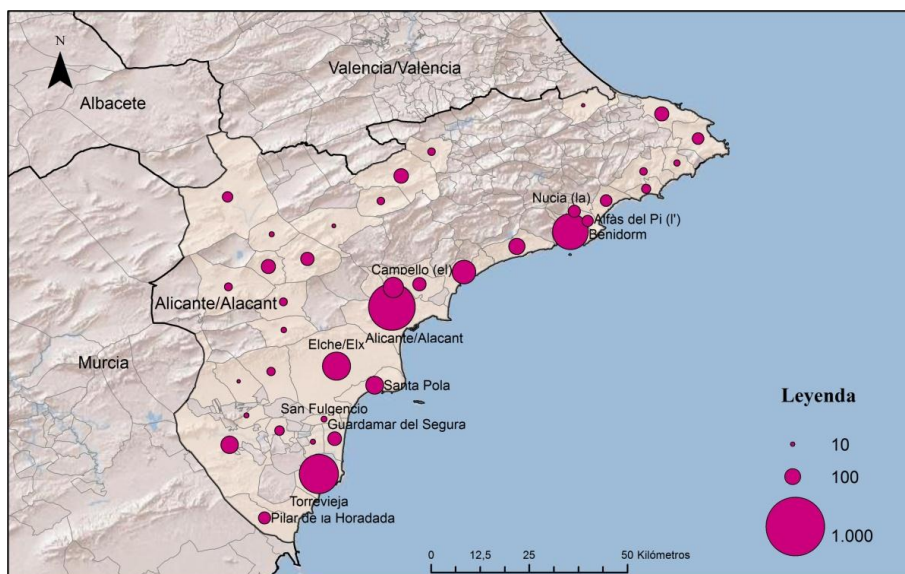 N
Valencia/València
Albacete
Nucia (la)
Alfàs del Pi (l')
Benidorm
Campello (el)
Alicante/Alacant
Alicante/Alacant
Elche/Elx
Murcia
Santa Pola
San Fulgencio
Guardamar del Segura
Torrevieja
Pilar de la Horadada
Leyenda
10
100
1.000
0 12,5 25 50 Kilómetros